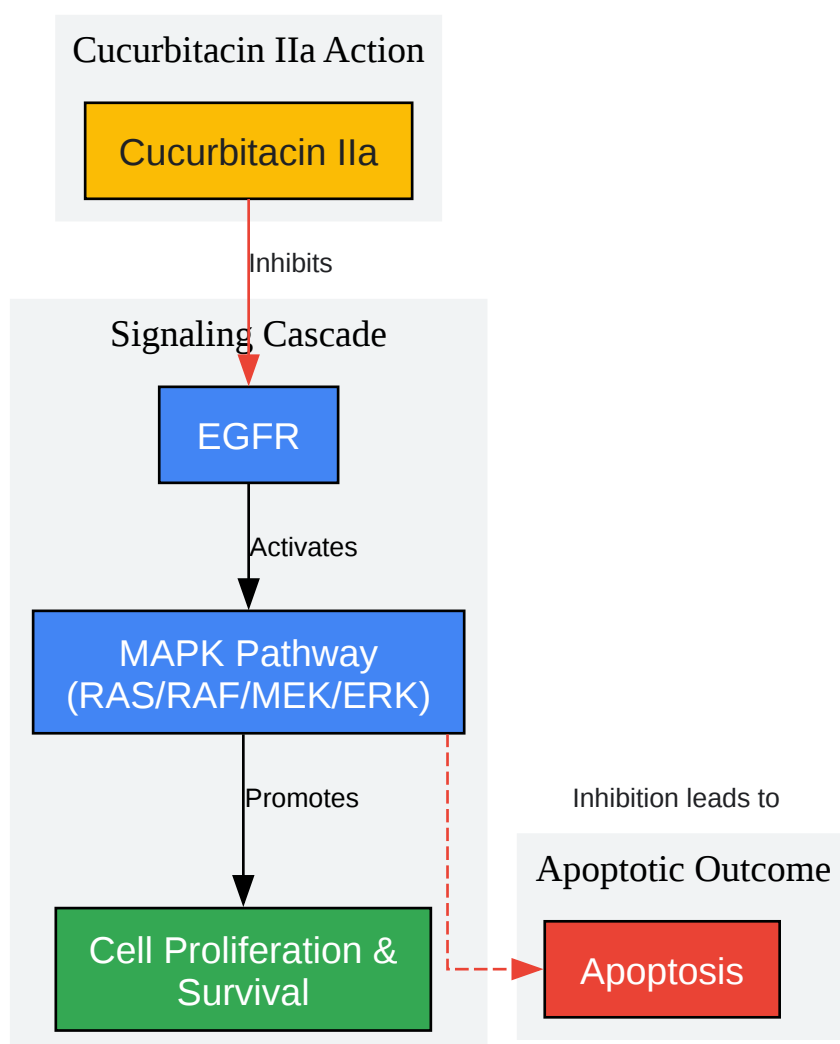 Cucurbitacin IIa Action
Cucurbitacin IIa
Inhibits
Signaling Cascade
EGFR
Activates
MAPK Pathway
(RAS/RAF/MEK/ERK)
Promotes
Inhibition leads to
Apoptotic Outcome
Cell Proliferation &
Survival
Apoptosis